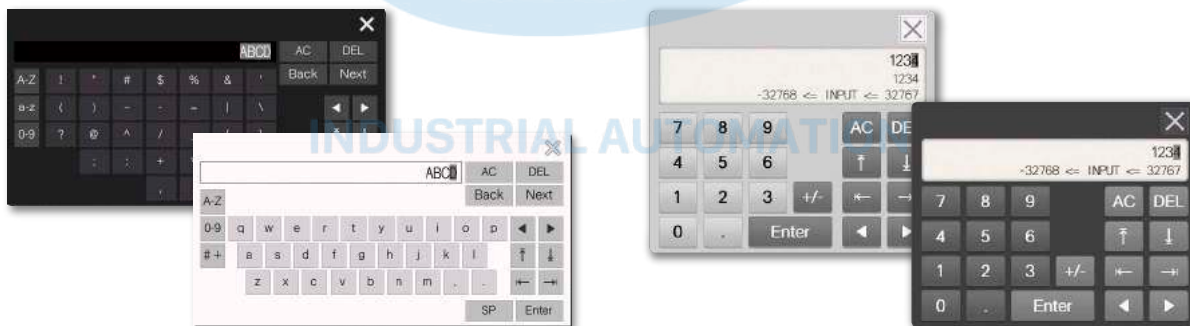 ABCD AC DEL
A-Z ! " # $ % & ' Back Next
a-z ( ) - \
0-9 ? @ ^ /
; : +
ABCD AC DEL
Back Next
A-Z
0-9 q w e r t y u i o p
#+ a s d f g h j k l
z x c v b n m . -
SP Enter
INDUSTRIAL AUTOMATION
1234
1234
-32768 <= INPUT <= 32767
7 8 9 AC DE
4 5 6
1 2 3 +/-
0 . Enter
1234
-32768 <= INPUT <= 32767
7 8 9 AC DEL
4 5 6
1 2 3 +/-
0 . Enter